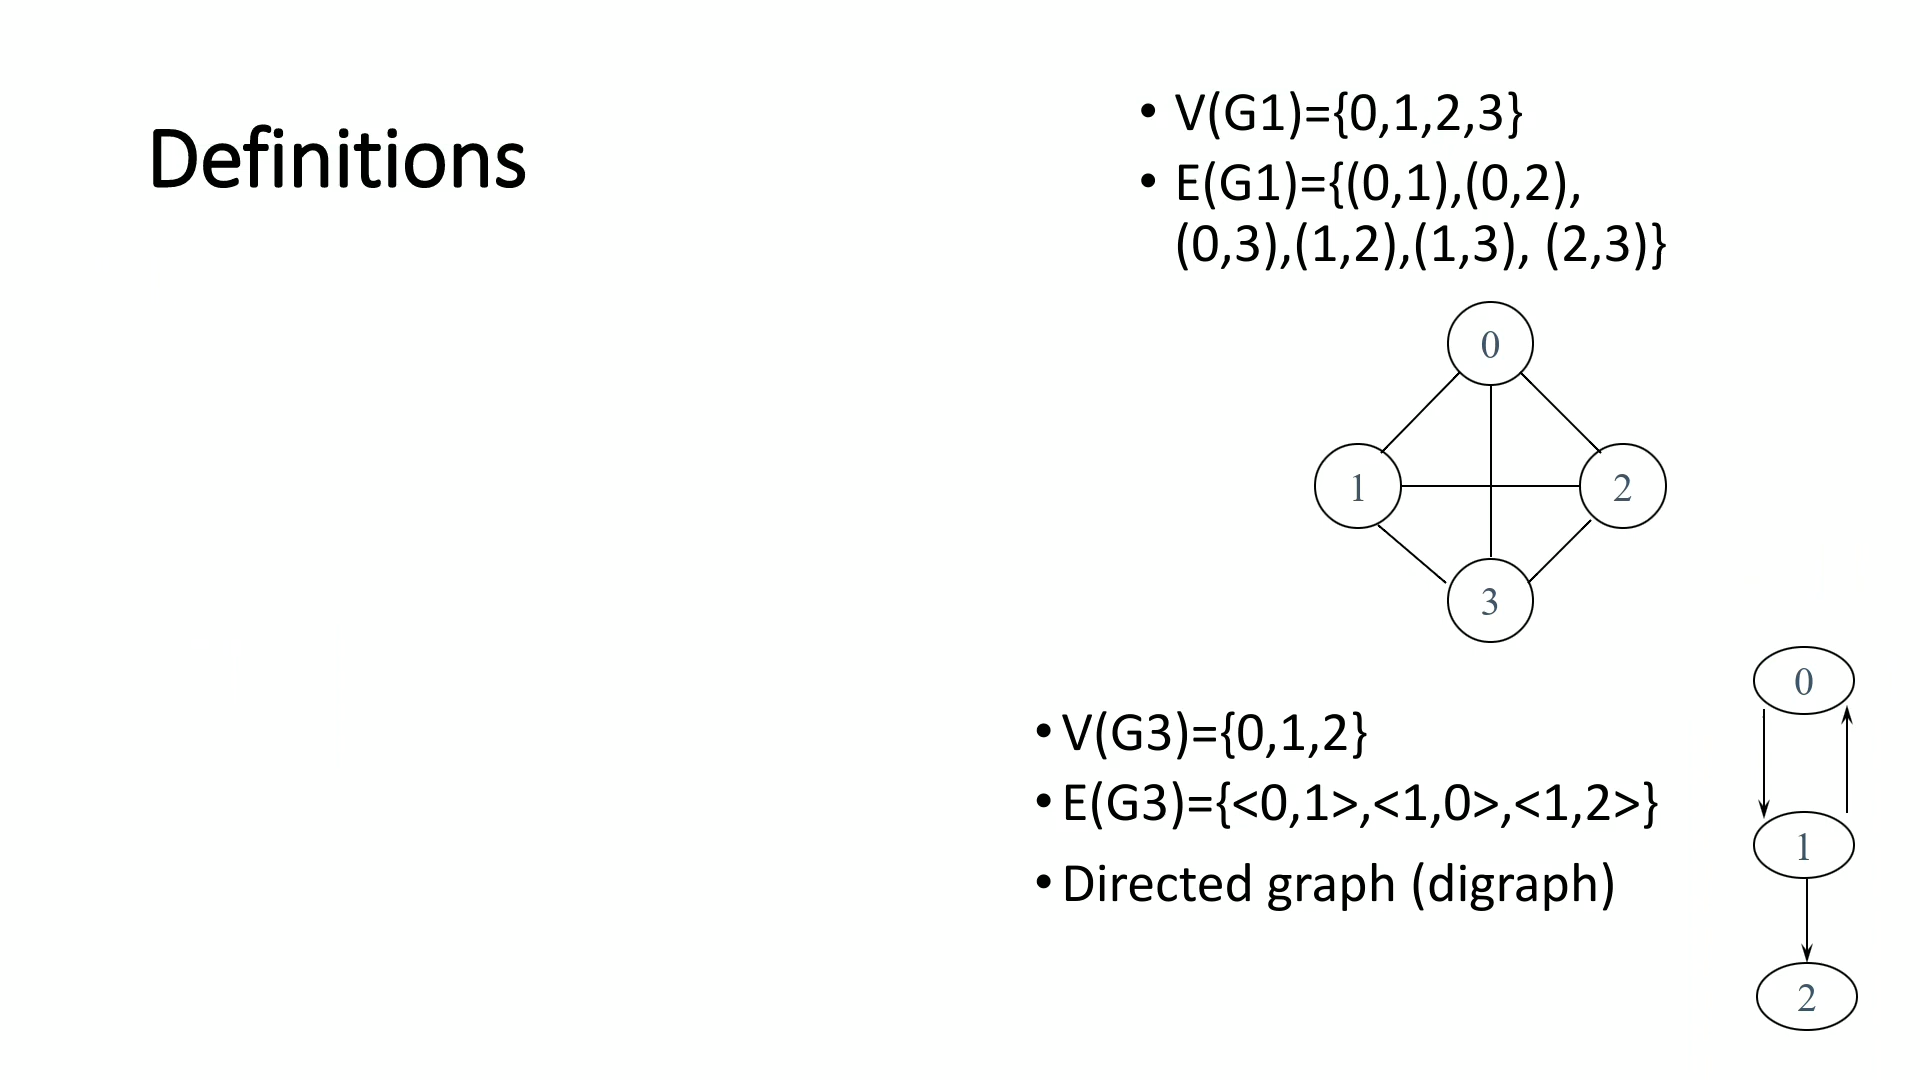 Definitions
• V(G1)={0,1,2,3}
• E(G1)={(0,1),(0,2),
(0,3),(1,2),(1,3), (2,3)}
0
1
2
3
• V(G3)={0,1,2}
• E(G3)={<0,1>,<1,0>,<1,2>}
• Directed graph (digraph)
0
1
2